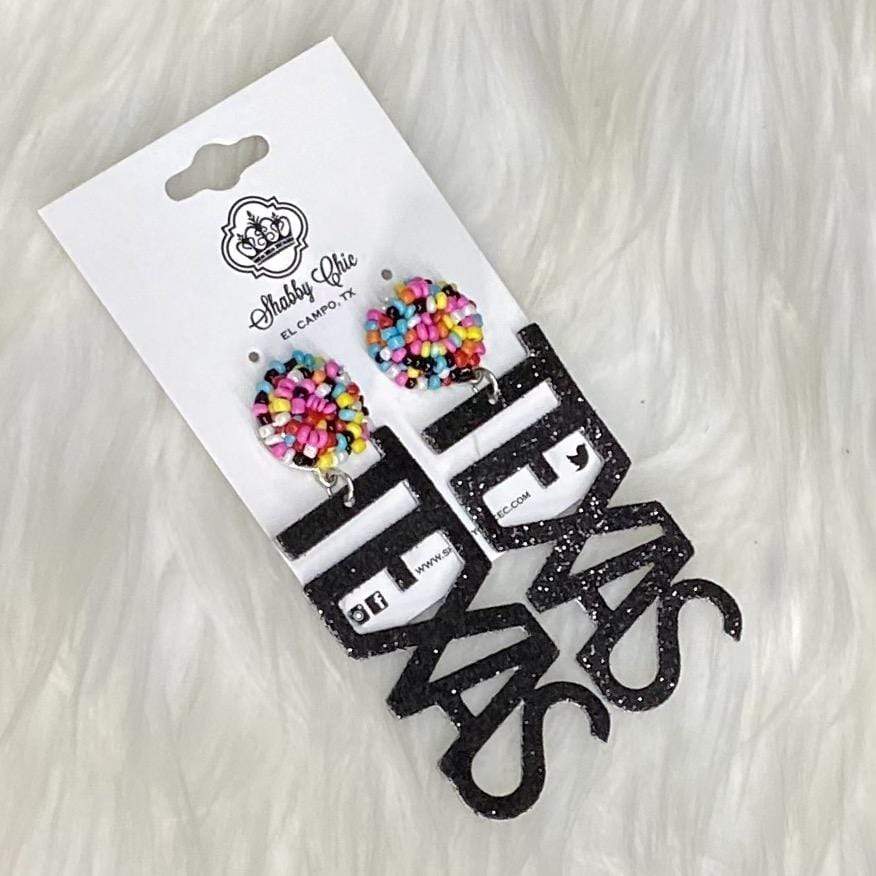 Shabby Chic
EL CAMPO, TX
TEXAS
TEXAS